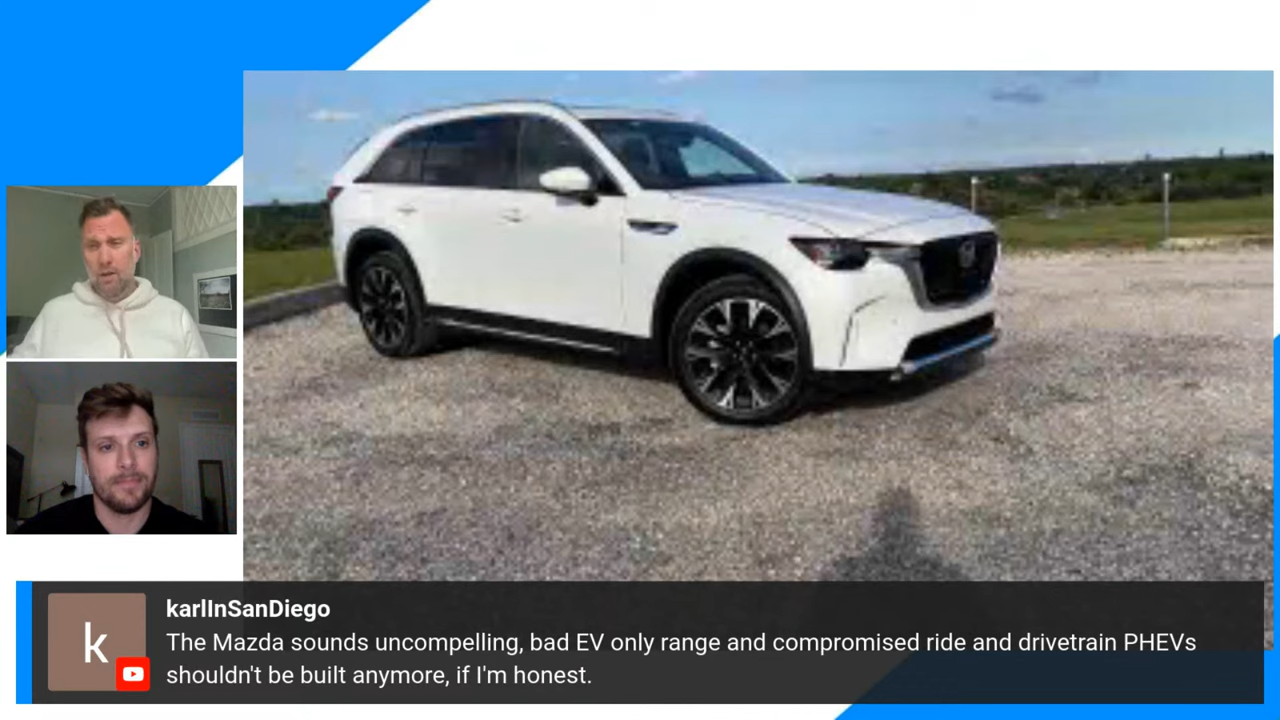 k
karlInSanDiego
The Mazda sounds uncompelling, bad EV only range and compromised ride and drivetrain PHEVs
shouldn't be built anymore, if I'm honest.